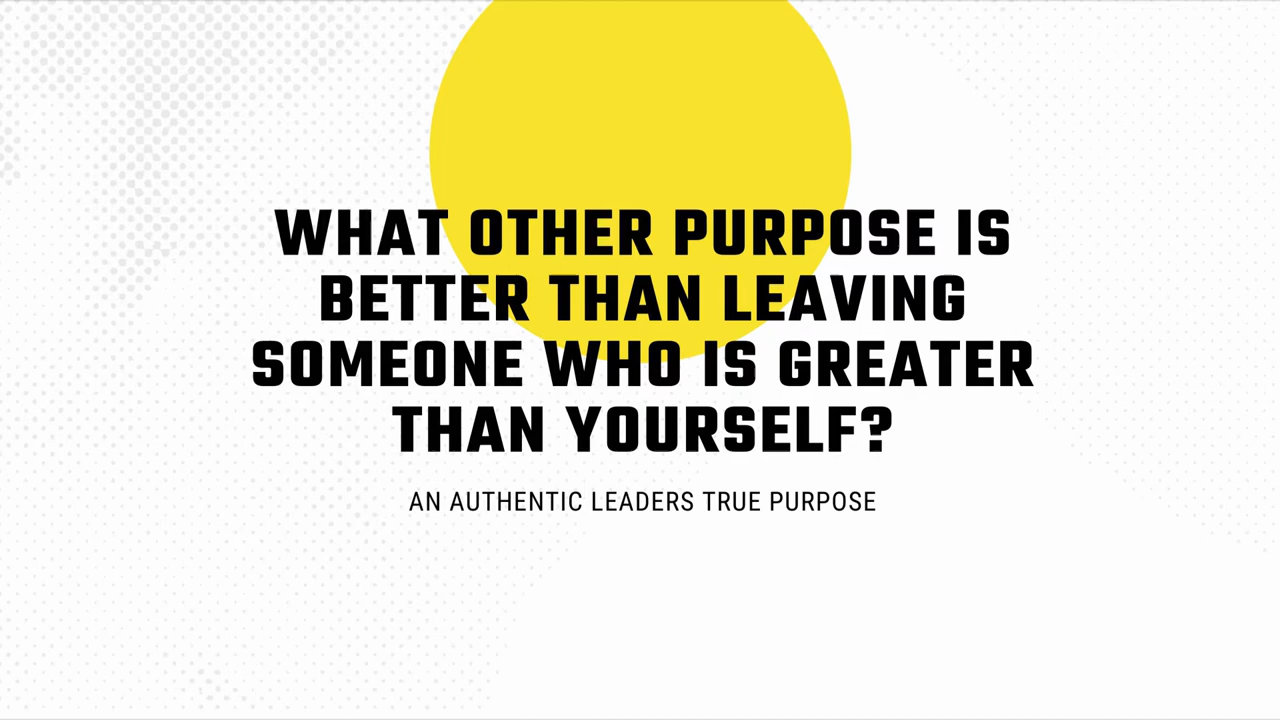 WHAT OTHER PURPOSE IS
BETTER THAN LEAVING
SOMEONE WHO IS GREATER
THAN YOURSELF?
AN AUTHENTIC LEADERS TRUE PURPOSE